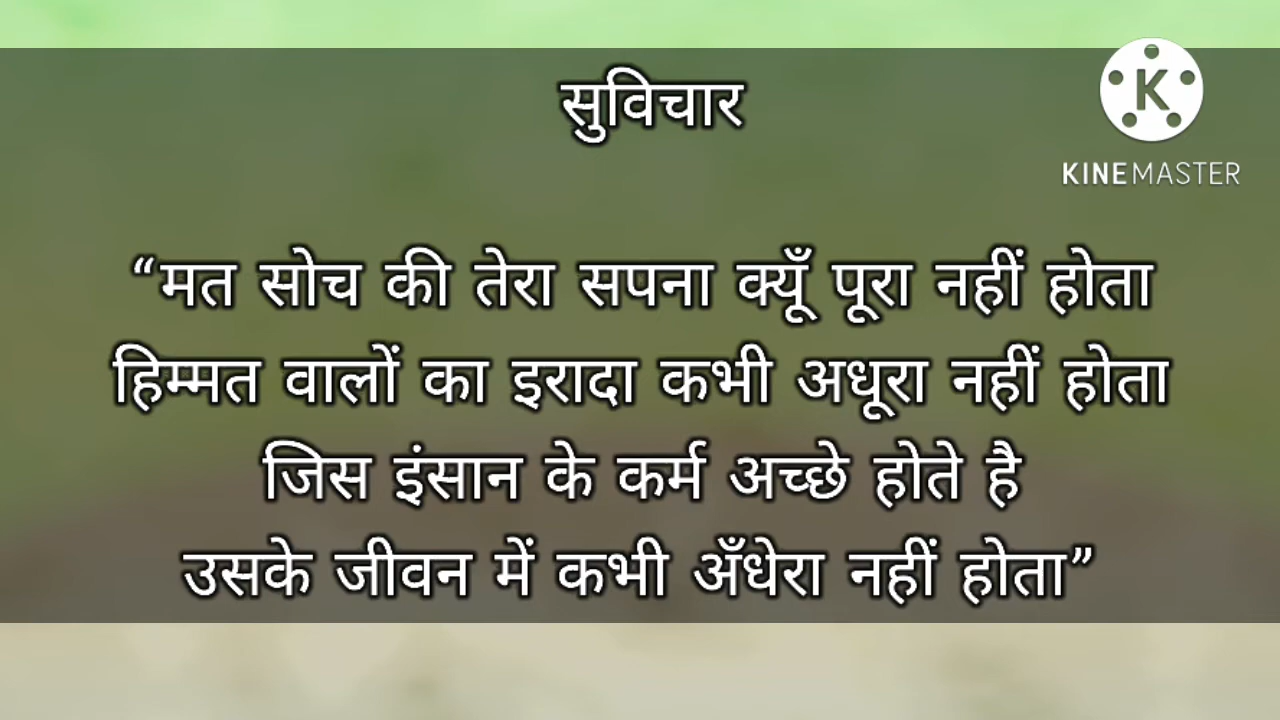 सुविचार
KINEMASTER
“मत सोच की तेरा सपना क्यूँ पूरा नहीं होता
हिम्मत वालों का इरादा कभी अधूरा नहीं होता
जिस इंसान के कर्म अच्छे होते है
उसके जीवन में कभी अँधेरा नहीं होता”